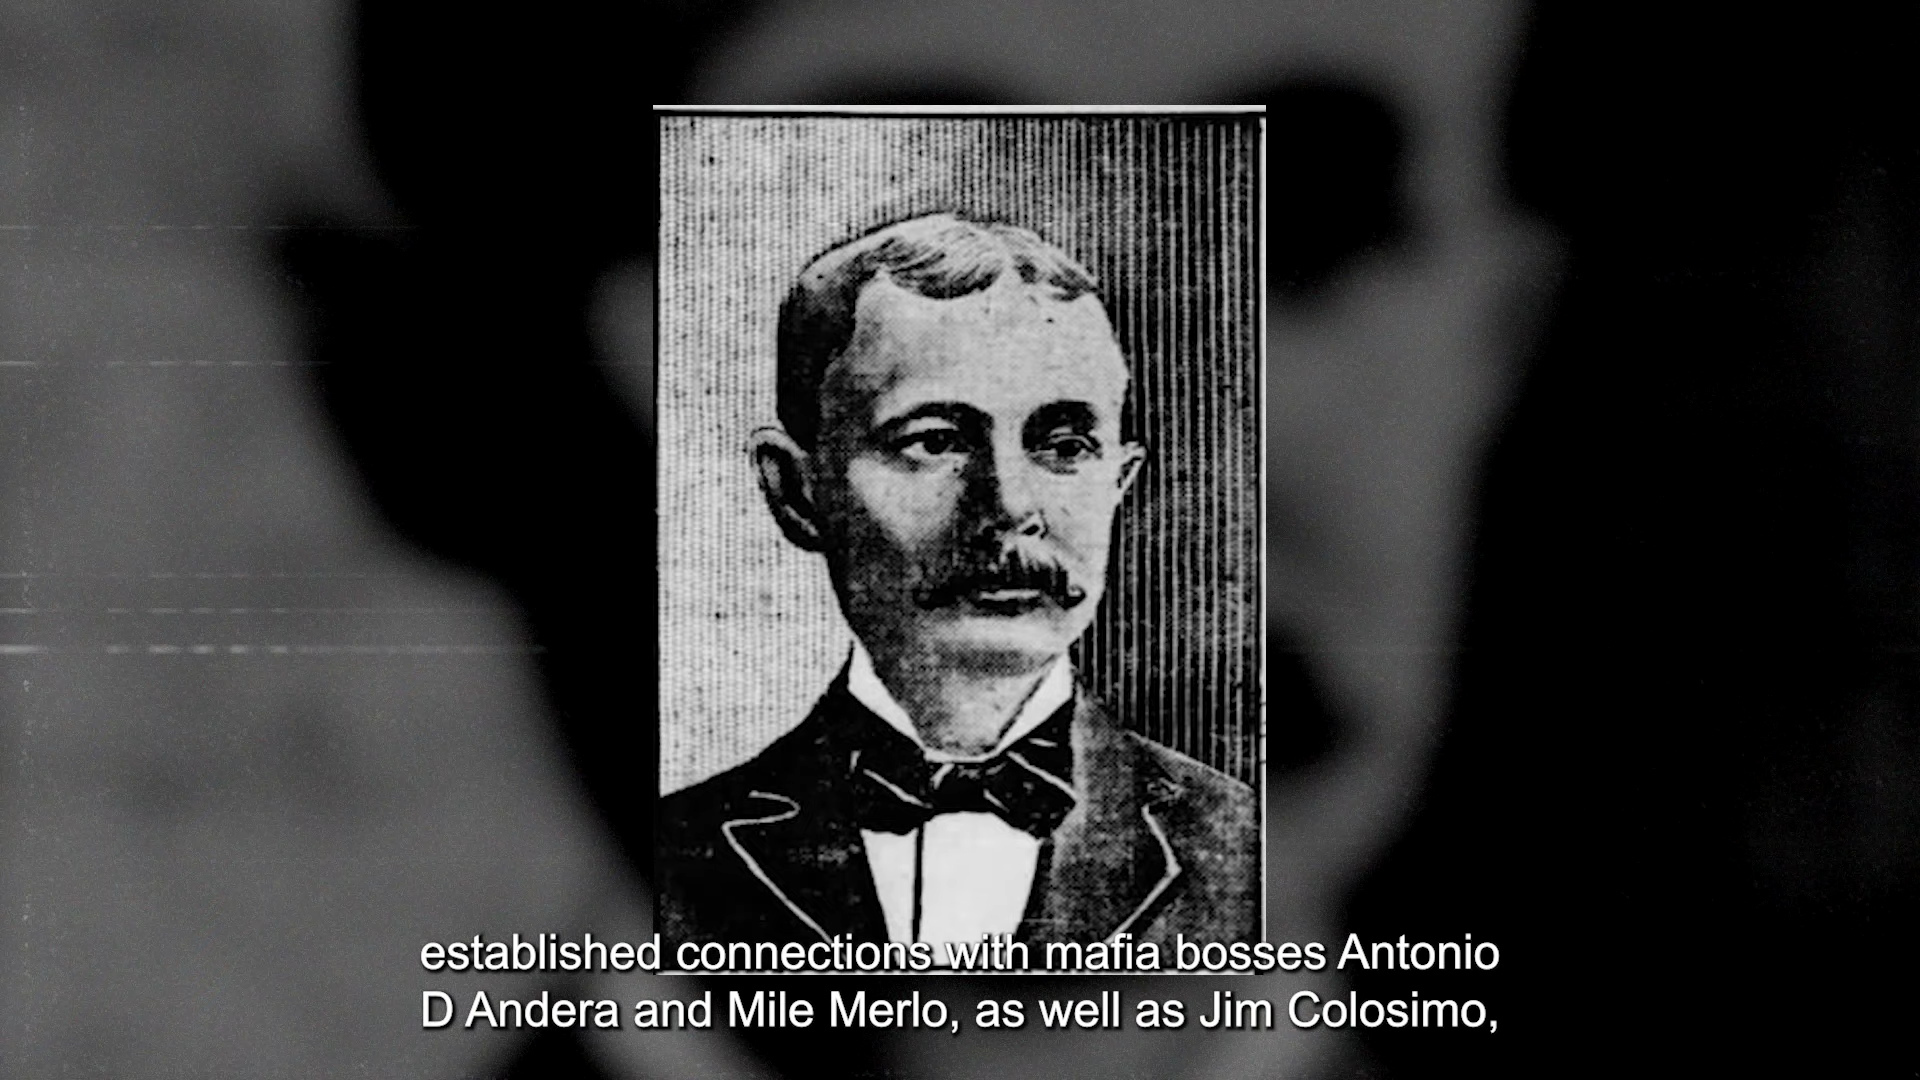 established connections with mafia bosses Antonio
D Andera and Mile Merlo, as well as Jim Colosimo,